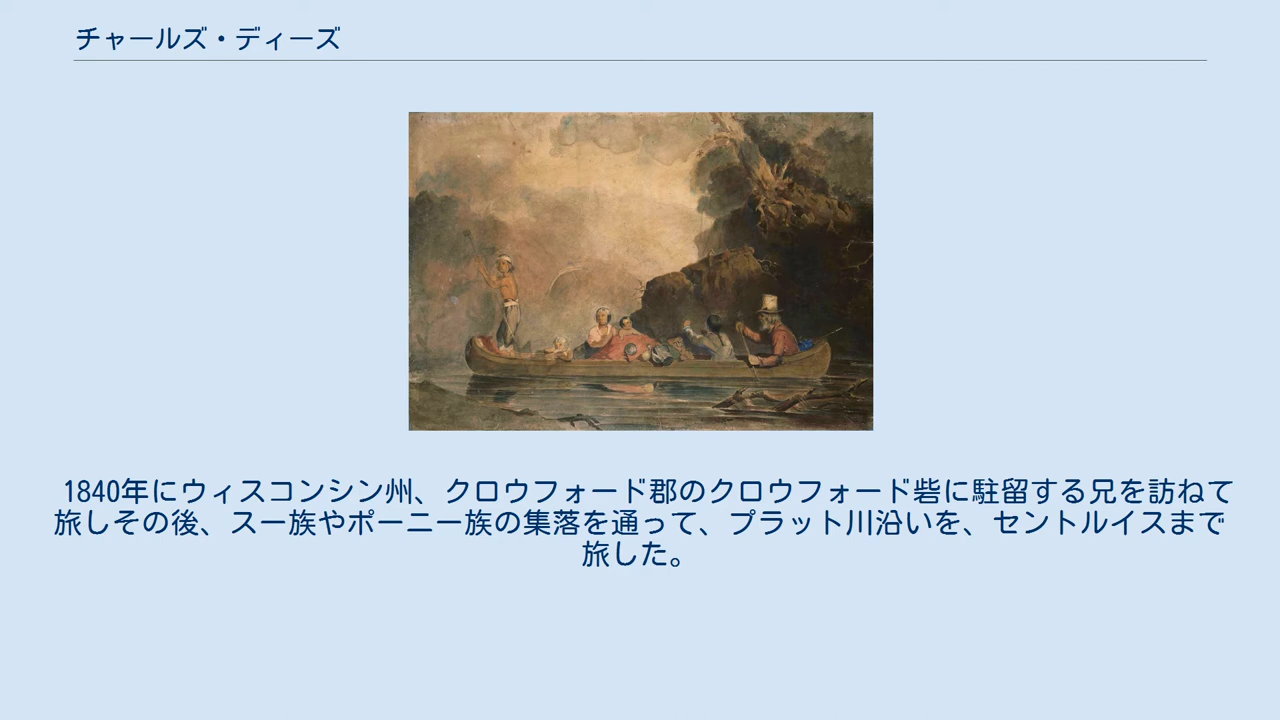 チャールズ・ディーズ
1840年にウィスコンシン州、クロウフォード郡のクロウフォード砦に駐留する兄を訪ねて
旅しその後、スー族やポーニー族の集落を通って、プラット川沿いを、セントルイスまで
旅した。